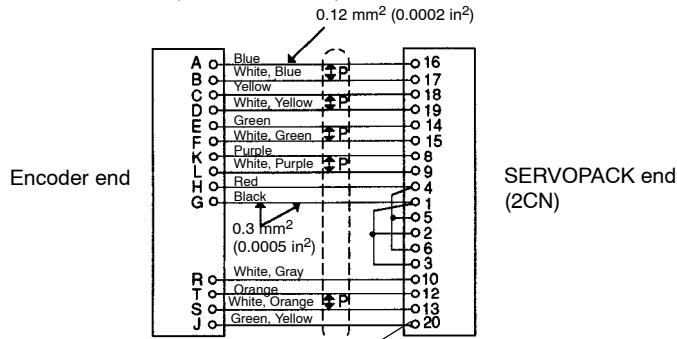 0.12 mm² (0.0002 in²)
A Blue 16
B White, Blue P 17
C Yellow 18
D White, Yellow P 19
E Green 14
F White, Green P 15
K Purple 8
L White, Purple P 9
H Red 4
G Black 1
5
2
6
3
Encoder end
SERVOPACK end
(2CN)
0.3 mm²
(0.0005 in²)
R White, Gray 10
T Orange 12
S White, Orange P 13
J Green, Yellow 20